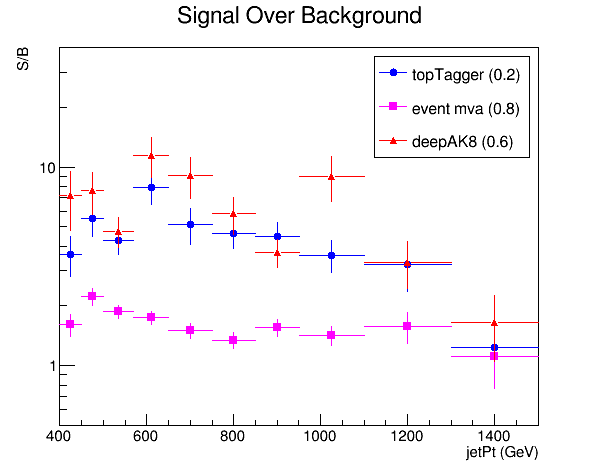 Signal Over Background
S/B
topTagger (0.2)
event mva (0.8)
deepAK8 (0.6)
10
1
400 600 800 1000 1200 1400
jetPt (GeV)